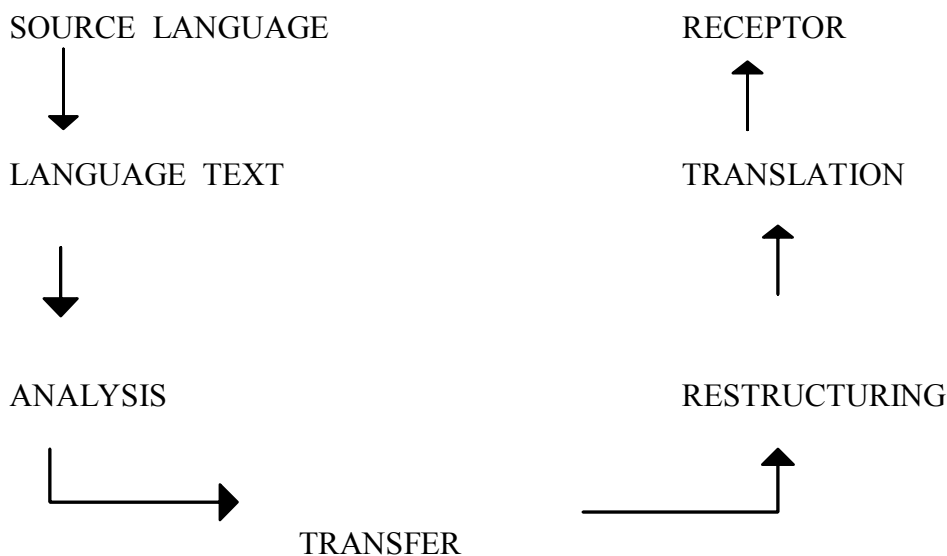 SOURCE LANGUAGE
RECEPTOR
LANGUAGE TEXT
TRANSLATION
ANALYSIS
RESTRUCTURING
TRANSFER